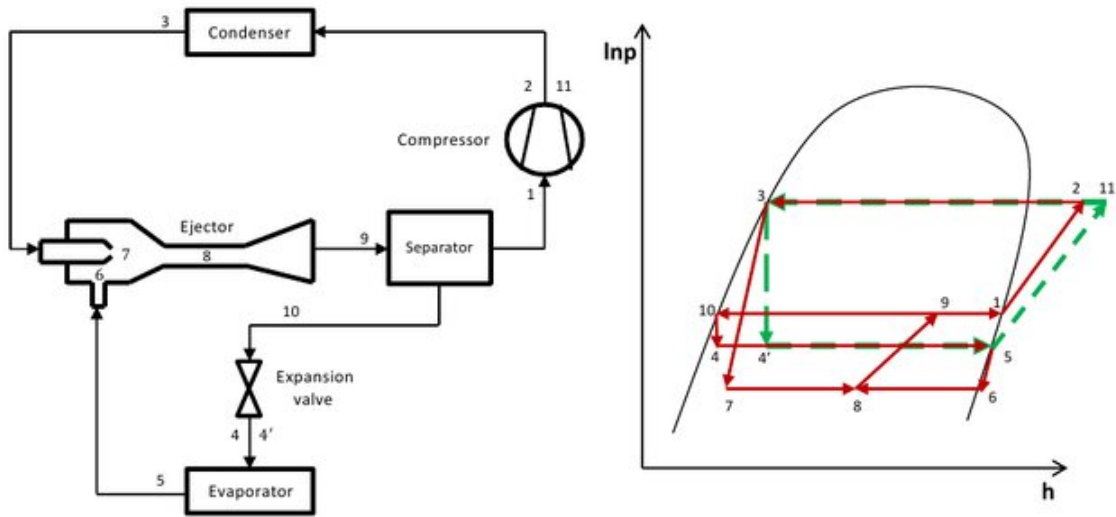 3
Condenser
2 11
Compressor
1
Ejector
7
8
9
Separator
6
10
Expansion
valve
4 4′
5
Evaporator
lnp
3
2 11
10
9
1
4
4′
5
7
8
6
h